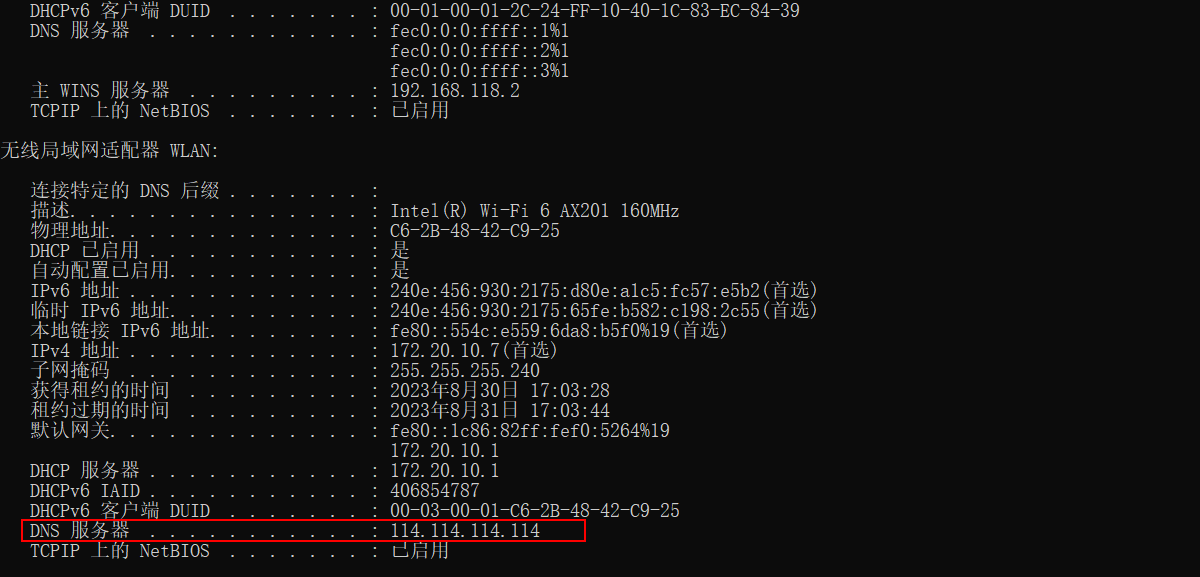 DHCPv6 客户端 DUID . . . . . . . : 00-01-00-01-2C-24-FF-10-40-1C-83-EC-84-39
DNS 服务器 . . . . . . . . . . . : fec0:0:0:ffff::1%1
fec0:0:0:ffff::2%1
fec0:0:0:ffff::3%1
主 WINS 服务器 . . . . . . . . . : 192.168.118.2
TCPIP 上的 NetBIOS . . . . . . . : 已启用
无线局域网适配器 WLAN:
连接特定的 DNS 后缀 . . . . . . . :
描述. . . . . . . . . . . . . . . : Intel(R) Wi-Fi 6 AX201 160MHz
物理地址. . . . . . . . . . . . . : C6-2B-48-42-C9-25
DHCP 已启用 . . . . . . . . . . . : 是
自动配置已启用. . . . . . . . . . : 是
IPv6 地址 . . . . . . . . . . . . : 240e:456:930:2175:d80e:a1c5:fc57:e5b2(首选)
临时 IPv6 地址. . . . . . . . . . : 240e:456:930:2175:65fe:b582:c198:2c55(首选)
本地链接 IPv6 地址. . . . . . . . : fe80::554c:e559:6da8:b5f0%19(首选)
IPv4 地址 . . . . . . . . . . . . : 172.20.10.7(首选)
子网掩码 . . . . . . . . . . . . : 255.255.255.240
获得租约的时间 . . . . . . . . . : 2023年8月30日 17:03:28
租约过期的时间 . . . . . . . . . : 2023年8月31日 17:03:44
默认网关. . . . . . . . . . . . . : fe80::1c86:82ff:fef0:5264%19
172.20.10.1
DHCP 服务器 . . . . . . . . . . . : 172.20.10.1
DHCPv6 IAID . . . . . . . . . . . : 406854787
DHCPv6 客户端 DUID . . . . . . . : 00-03-00-01-C6-2B-48-42-C9-25
DNS 服务器 . . . . . . . . . . . : 114.114.114.114
TCPIP 上的 NetBIOS . . . . . . . : 已启用